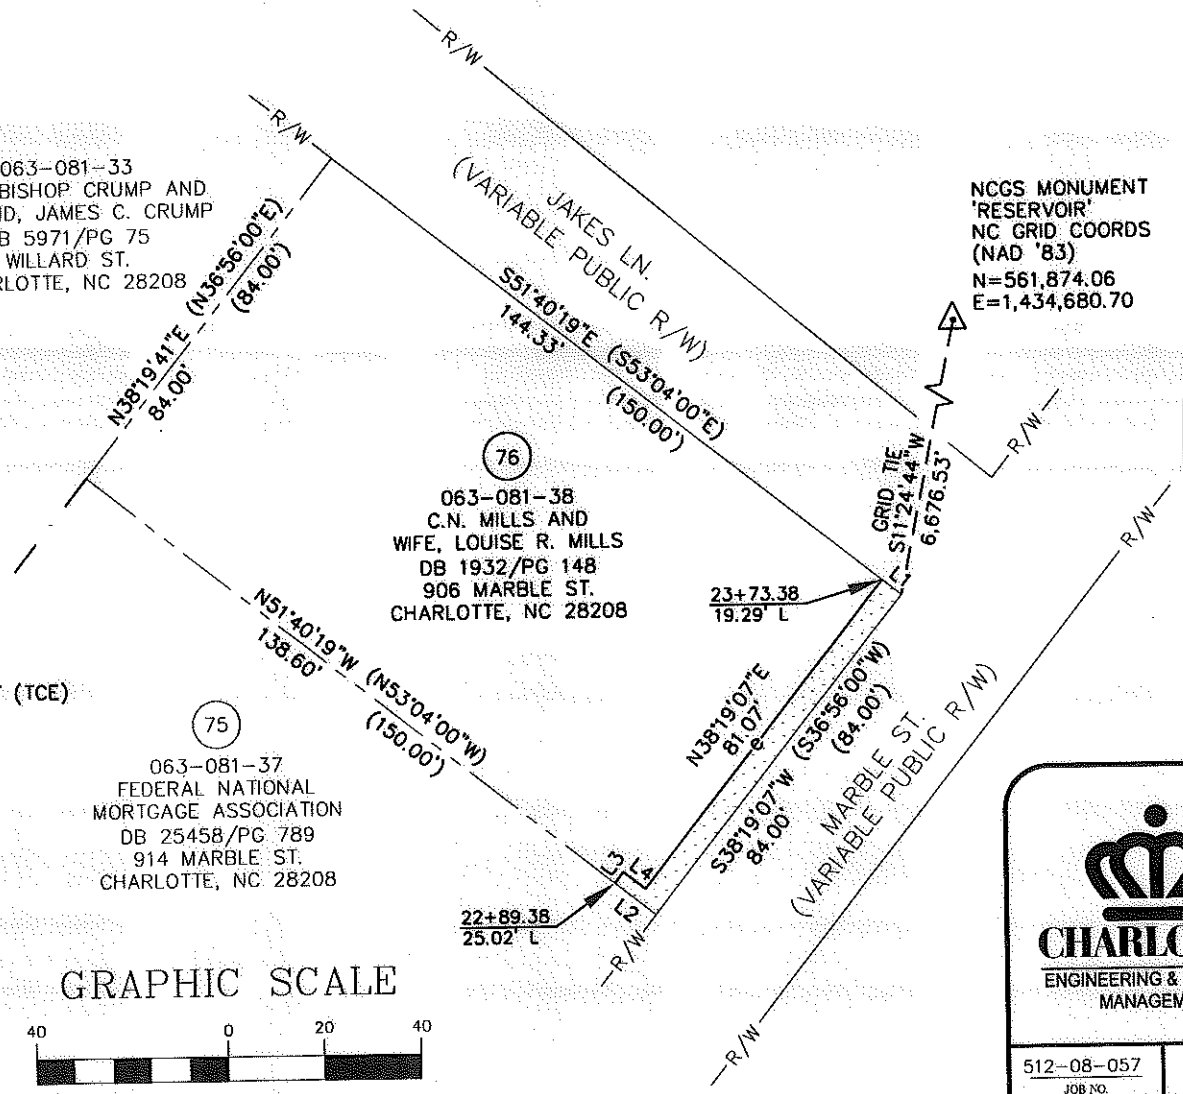 R/W
R/W
063-081-33
BISHOP CRUMP AND
JAMES C. CRUMP
5971/PG 75
WILLARD ST.
NC 28208
N38°19'41"E (N36°56'00"E)
84.00' (84.00')
JAKES LN.
(VARIABLE PUBLIC R/W)
S51°40'19"E (S53°04'00"E)
144.33' (150.00')
NCGS MONUMENT
'RESERVOIR'
NC GRID COORDS
(NAD '83)
N=561,874.06
E=1,434,680.70
R/W
GRID TIE
S11°24'44"W
6,676.53'
R/W
76
063-081-38
C.N. MILLS AND
WIFE, LOUISE R. MILLS
DB 1932/PG 148
906 MARBLE ST.
CHARLOTTE, NC 28208
23+73.38
19.29' L
L1
N51°40'19"W (N53°04'00"W)
138.60' (150.00')
N38°19'07"E
81.07'
e
S38°19'07"W (S36°56'00"W)
84.00' (84.00')
MARBLE ST.
(VARIABLE PUBLIC R/W)
(TCE)
75
063-081-37
FEDERAL NATIONAL
MORTGAGE ASSOCIATION
DB 25458/PG 789
914 MARBLE ST.
CHARLOTTE, NC 28208
L3
L4
L2
22+89.38
25.02' L
R/W
R/W
GRAPHIC SCALE
40 0 20 40
ENGINEERING &
512-08-057
JOB NO.